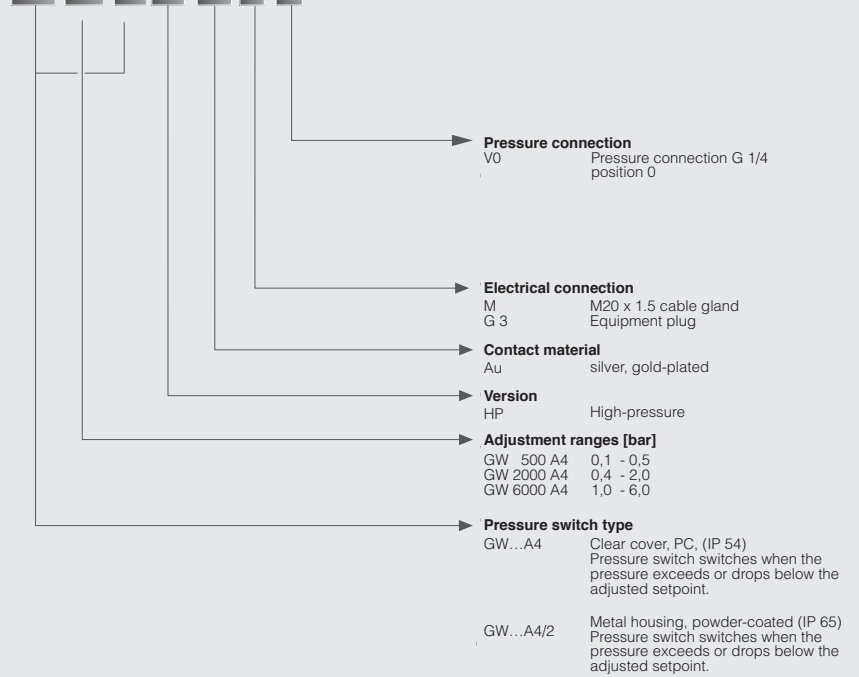 Pressure connection
V0 Pressure connection G 1/4
position 0
Electrical connection
M M20 x 1.5 cable gland
G 3 Equipment plug
Contact material
Au silver, gold-plated
Version
HP High-pressure
Adjustment ranges [bar]
GW 500 A4 0,1 - 0,5
GW 2000 A4 0,4 - 2,0
GW 6000 A4 1,0 - 6,0
Pressure switch type
GW…A4 Clear cover, PC, (IP 54)
Pressure switch switches when the
pressure exceeds or drops below the
adjusted setpoint.
GW…A4/2 Metal housing, powder-coated (IP 65)
Pressure switch switches when the
pressure exceeds or drops below the
adjusted setpoint.